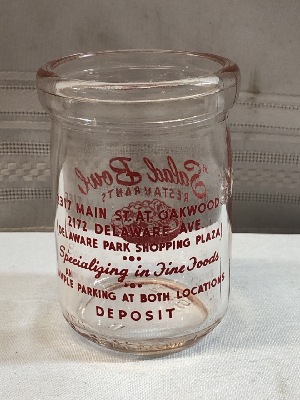 Salad Bowl
RESTAURANTS
1317 MAIN ST. AT OAKWOOD
2172 DELAWARE AVE.
DELAWARE PARK SHOPPING PLAZA
Specializing in Fine Foods
AMPLE PARKING AT BOTH LOCATIONS
DEPOSIT